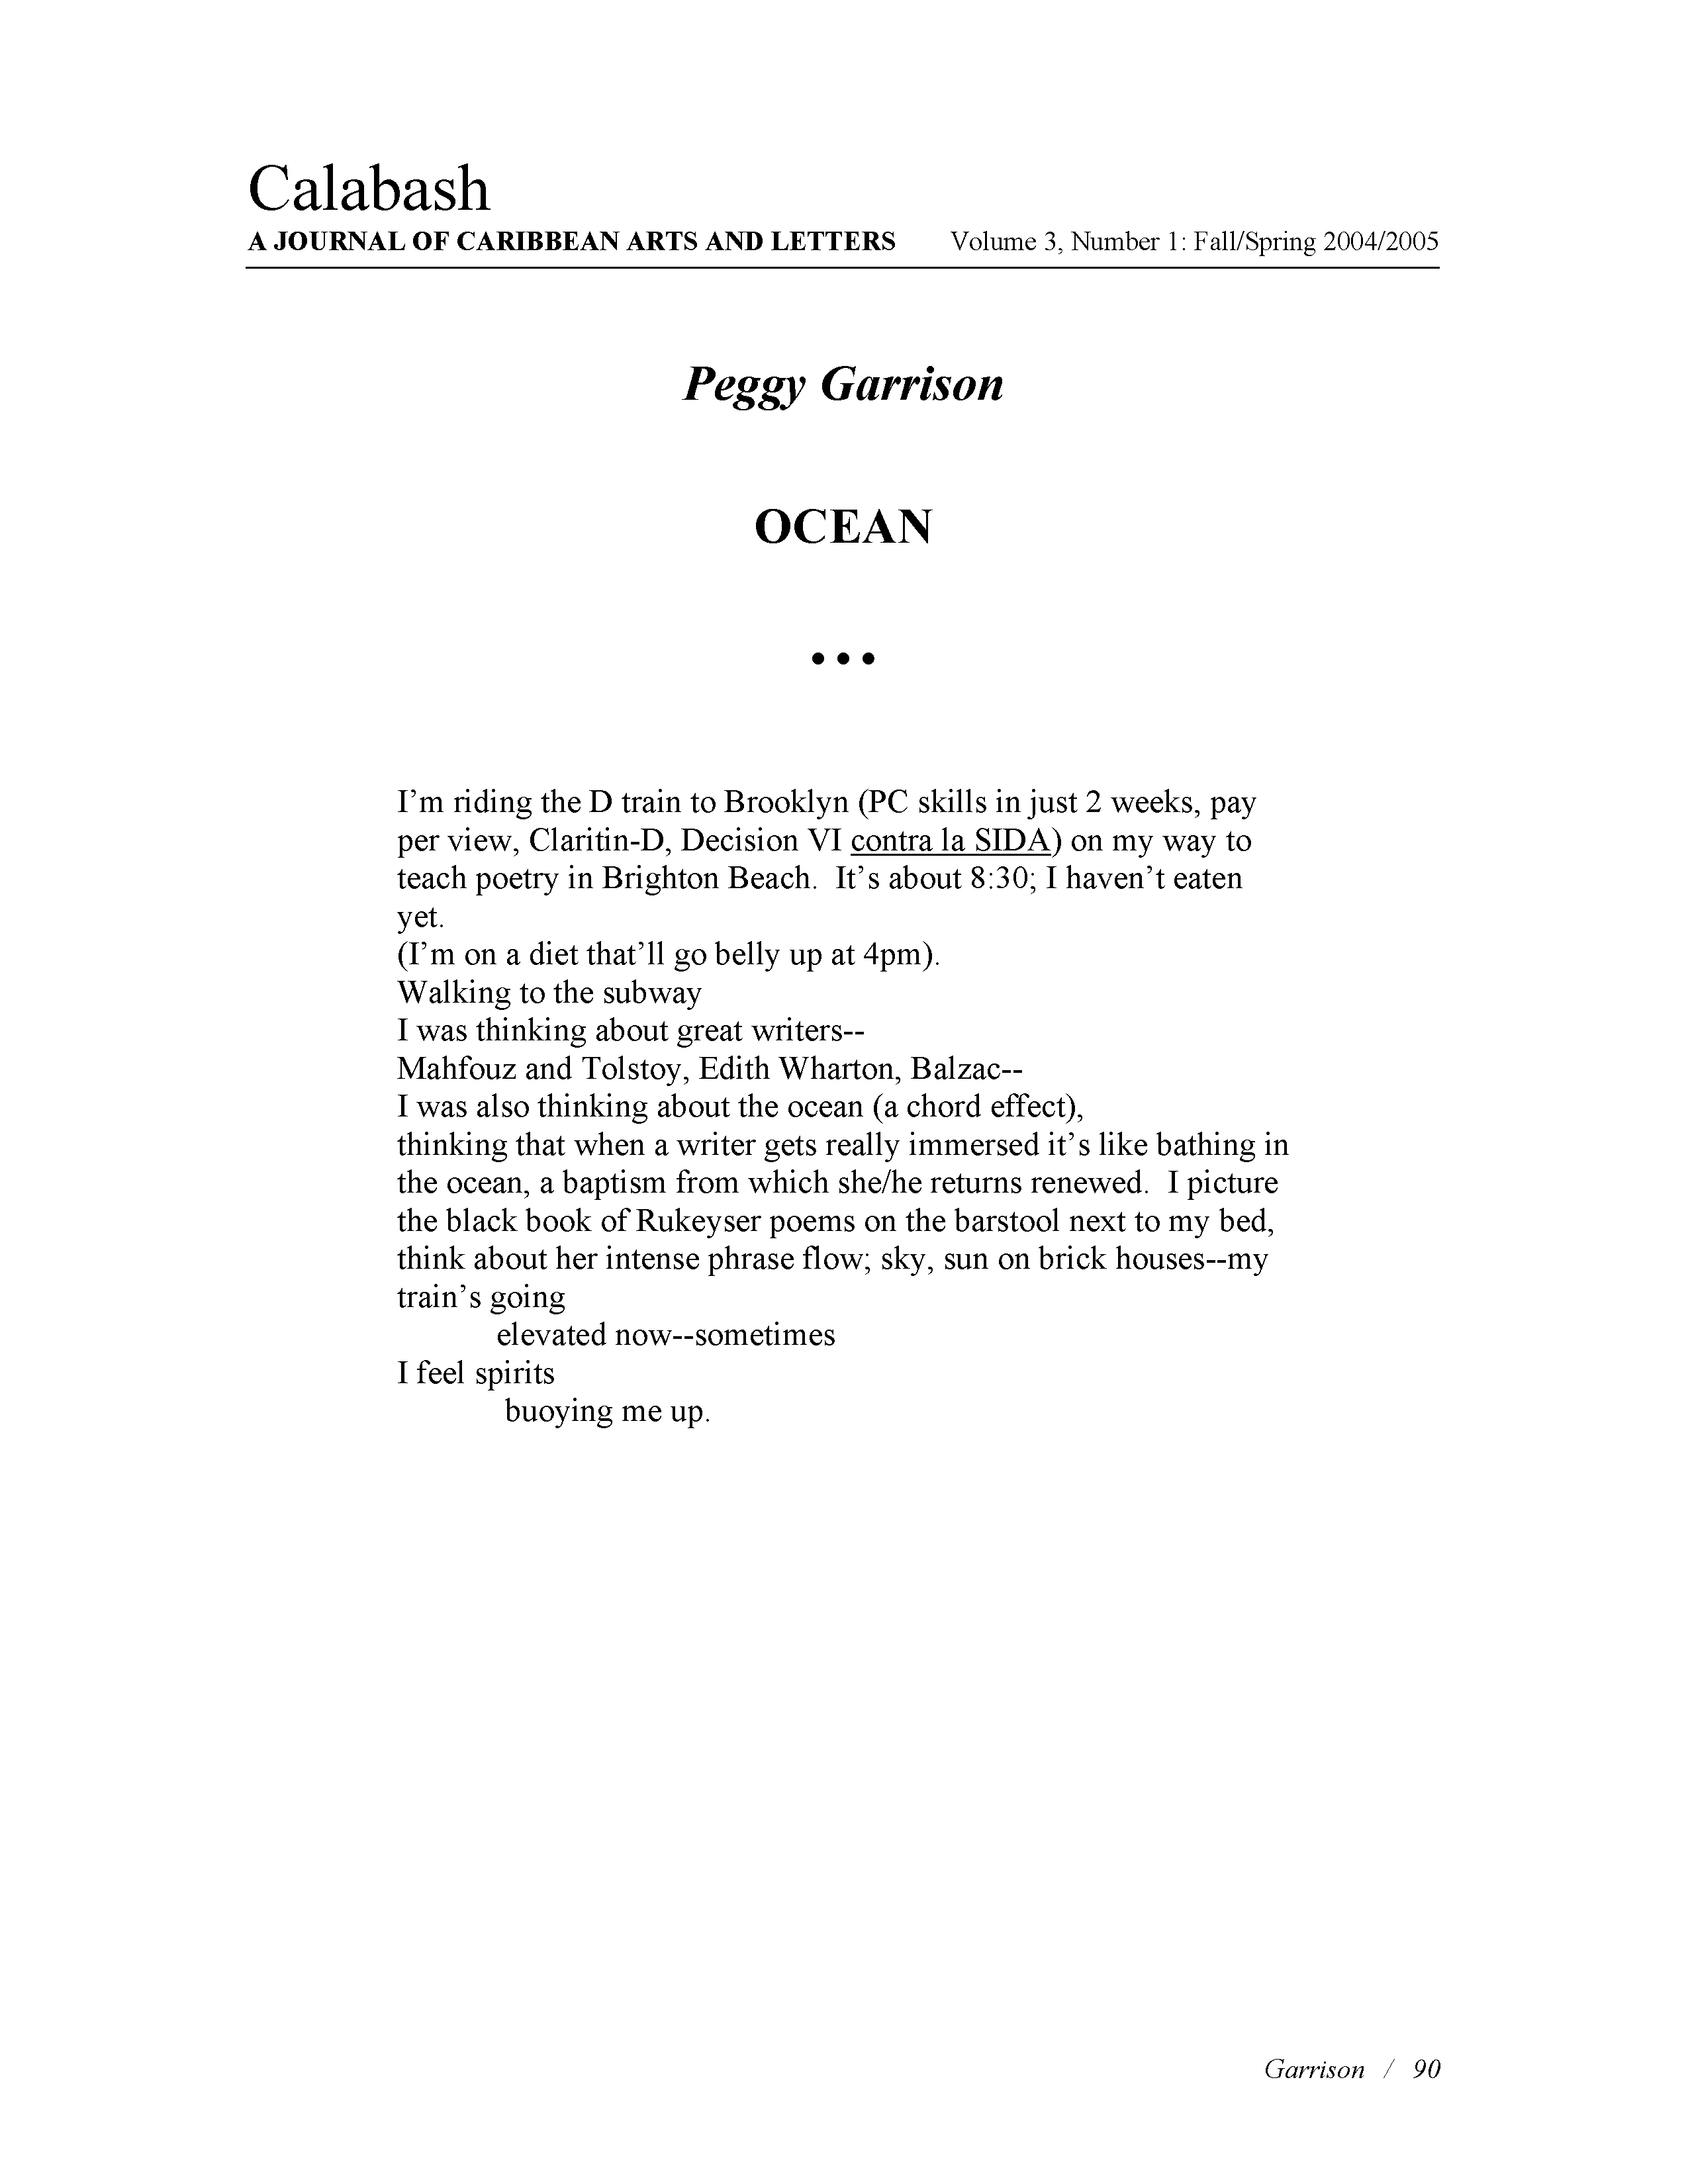 Calabash
A JOURNAL OF CARIBBEAN ARTS AND LETTERS Volume 3, Number 1: Fall/Spring 2004/2005
Peggy Garrison
OCEAN
• • •
I’m riding the D train to Brooklyn (PC skills in just 2 weeks, pay
per view, Claritin-D, Decision VI contra la SIDA) on my way to
teach poetry in Brighton Beach.  It’s about 8:30; I haven’t eaten
yet.
(I’m on a diet that’ll go belly up at 4pm).
Walking to the subway
I was thinking about great writers--
Mahfouz and Tolstoy, Edith Wharton, Balzac--
I was also thinking about the ocean (a chord effect),
thinking that when a writer gets really immersed it’s like bathing in
the ocean, a baptism from which she/he returns renewed.  I picture
the black book of Rukeyser poems on the barstool next to my bed,
think about her intense phrase flow; sky, sun on brick houses--my
train’s going
elevated now--sometimes
I feel spirits
buoying me up.
Garrison / 90